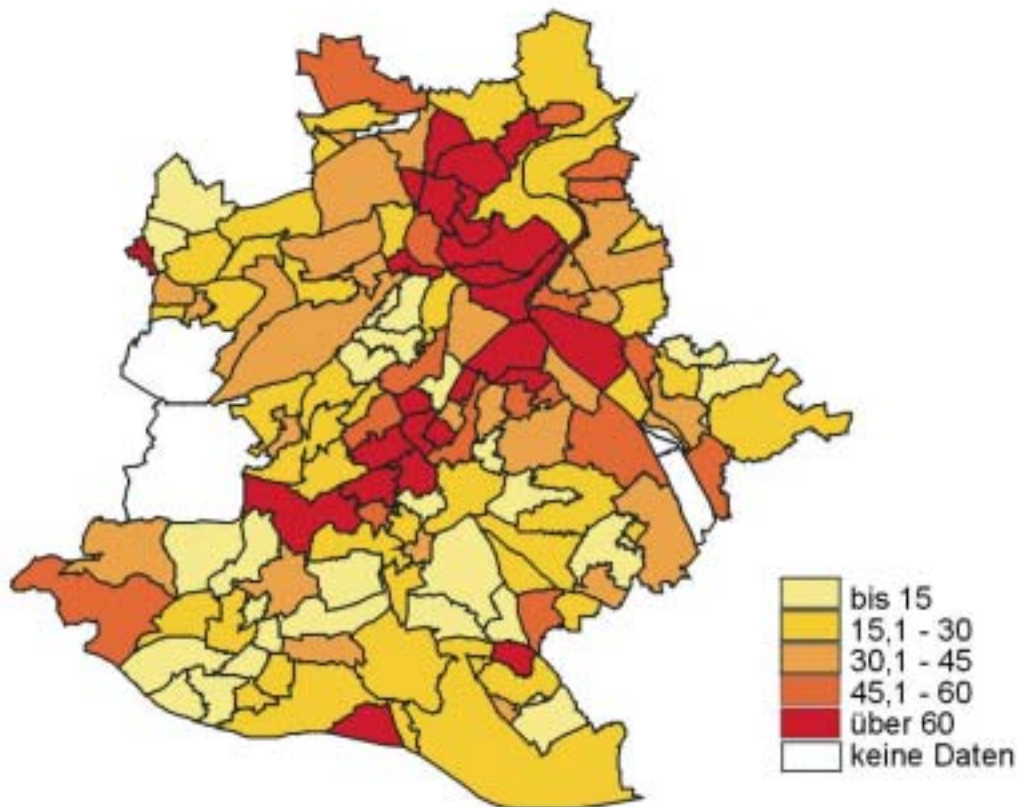 bis 15
15,1 - 30
30,1 - 45
45,1 - 60
über 60
keine Daten